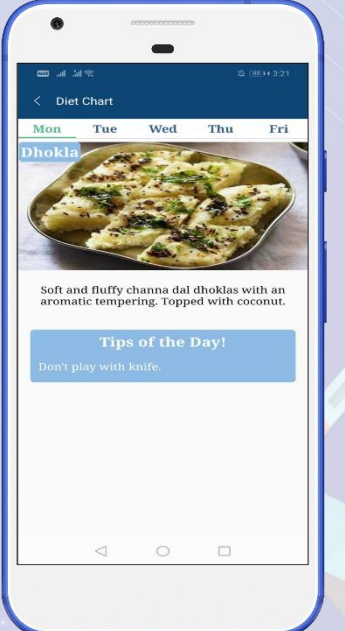 3:21
Diet Chart
Mon Tue Wed Thu Fri
Dhokla
Soft and fluffy channa dal dhoklas with an
aromatic tempering. Topped with coconut.
Tips of the Day!
Don't play with knife.